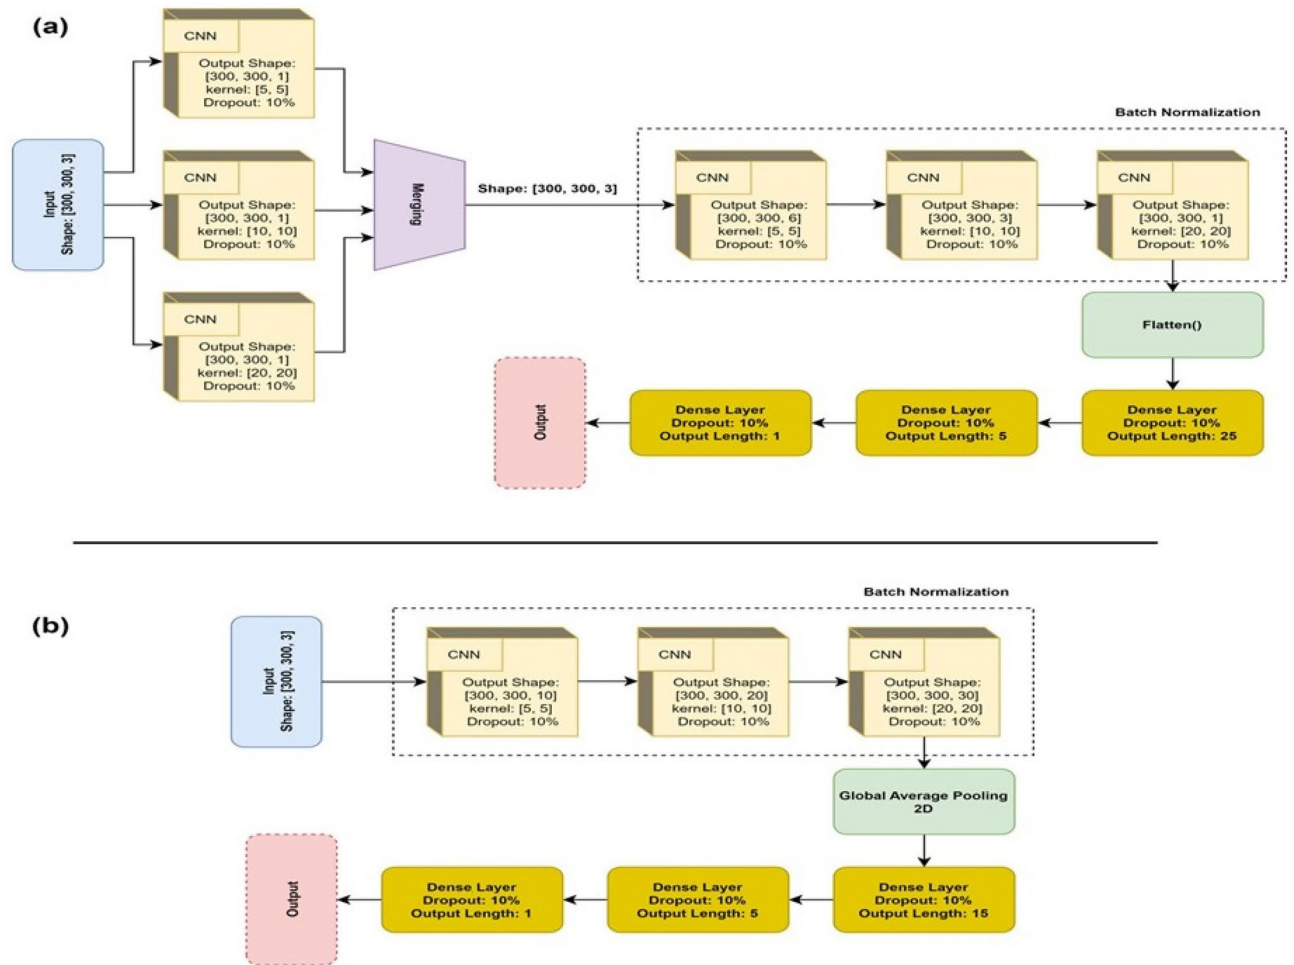 (a)
CNN
Output Shape:
[300, 300, 1]
kernel: [5, 5]
Dropout: 10%
Input
Shape: [300, 300, 3]
CNN
Output Shape:
[300, 300, 1]
kernel: [10, 10]
Dropout: 10%
CNN
Output Shape:
[300, 300, 1]
kernel: [20, 20]
Dropout: 10%
Merging
Shape: [300, 300, 3]
Batch Normalization
CNN
Output Shape:
[300, 300, 6]
kernel: [5, 5]
Dropout: 10%
CNN
Output Shape:
[300, 300, 3]
kernel: [10, 10]
Dropout: 10%
CNN
Output Shape:
[300, 300, 1]
kernel: [20, 20]
Dropout: 10%
Flatten()
Dense Layer
Dropout: 10%
Output Length: 25
Dense Layer
Dropout: 10%
Output Length: 5
Dense Layer
Dropout: 10%
Output Length: 1
Output
(b)
Input
Shape: [300, 300, 3]
Batch Normalization
CNN
Output Shape:
[300, 300, 10]
kernel: [5, 5]
Dropout: 10%
CNN
Output Shape:
[300, 300, 20]
kernel: [10, 10]
Dropout: 10%
CNN
Output Shape:
[300, 300, 30]
kernel: [20, 20]
Dropout: 10%
Global Average Pooling
2D
Dense Layer
Dropout: 10%
Output Length: 15
Dense Layer
Dropout: 10%
Output Length: 5
Dense Layer
Dropout: 10%
Output Length: 1
Output